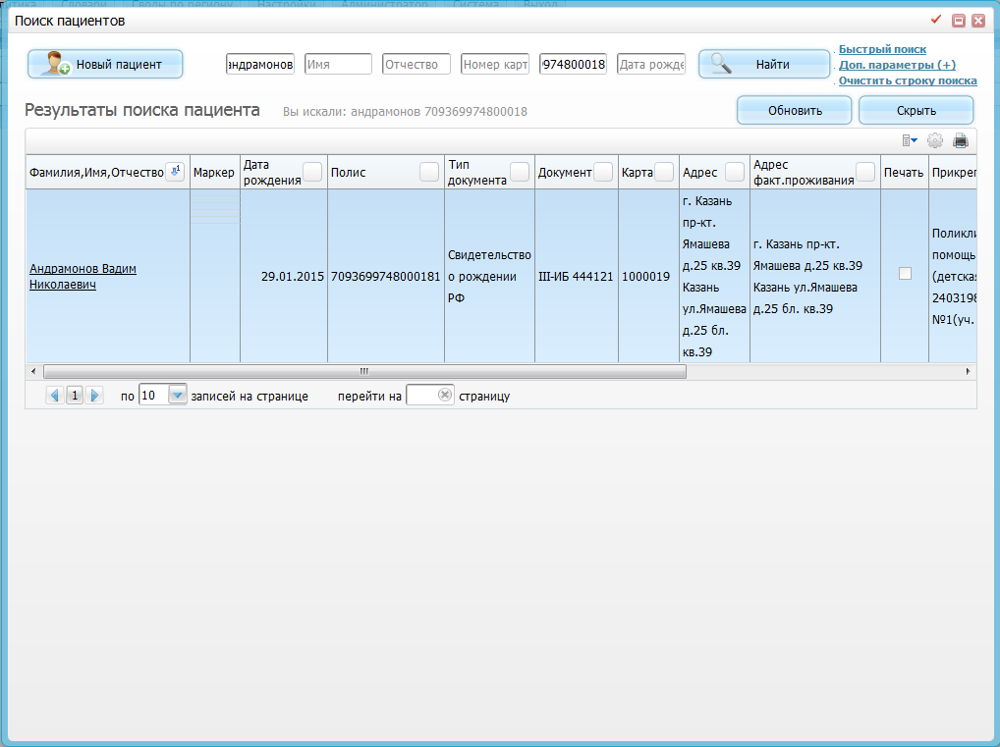 Поиск пациентов
Новый пациент
андрамонов
Имя
Отчество
Номер карт
974800018
Дата рожде
Найти
Быстрый поиск
Доп. параметры (+)
Очистить строку поиска
Результаты поиска пациента
Вы искали: андрамонов 709369974800018
Обновить
Скрыть
Фамилия,Имя,Отчество
Маркер
Дата
рождения
Полис
Тип
документа
Документ
Карта
Адрес
Адрес
факт.проживания
Печать
Прикреп
Андрамонов Вадим
Николаевич
29.01.2015
7093699748000181
Свидетельство
о рождении
РФ
III-ИБ 444121
1000019
г. Казань
пр-кт.
Ямашева
д.25 кв.39
Казань
ул.Ямашева
д.25 бл.
кв.39
г. Казань пр-кт.
Ямашева д.25 кв.39
Казань ул.Ямашева
д.25 бл. кв.39
Поликли
помощь
(детская
2403198
№1(уч.
1
по 10 записей на странице
перейти на страницу